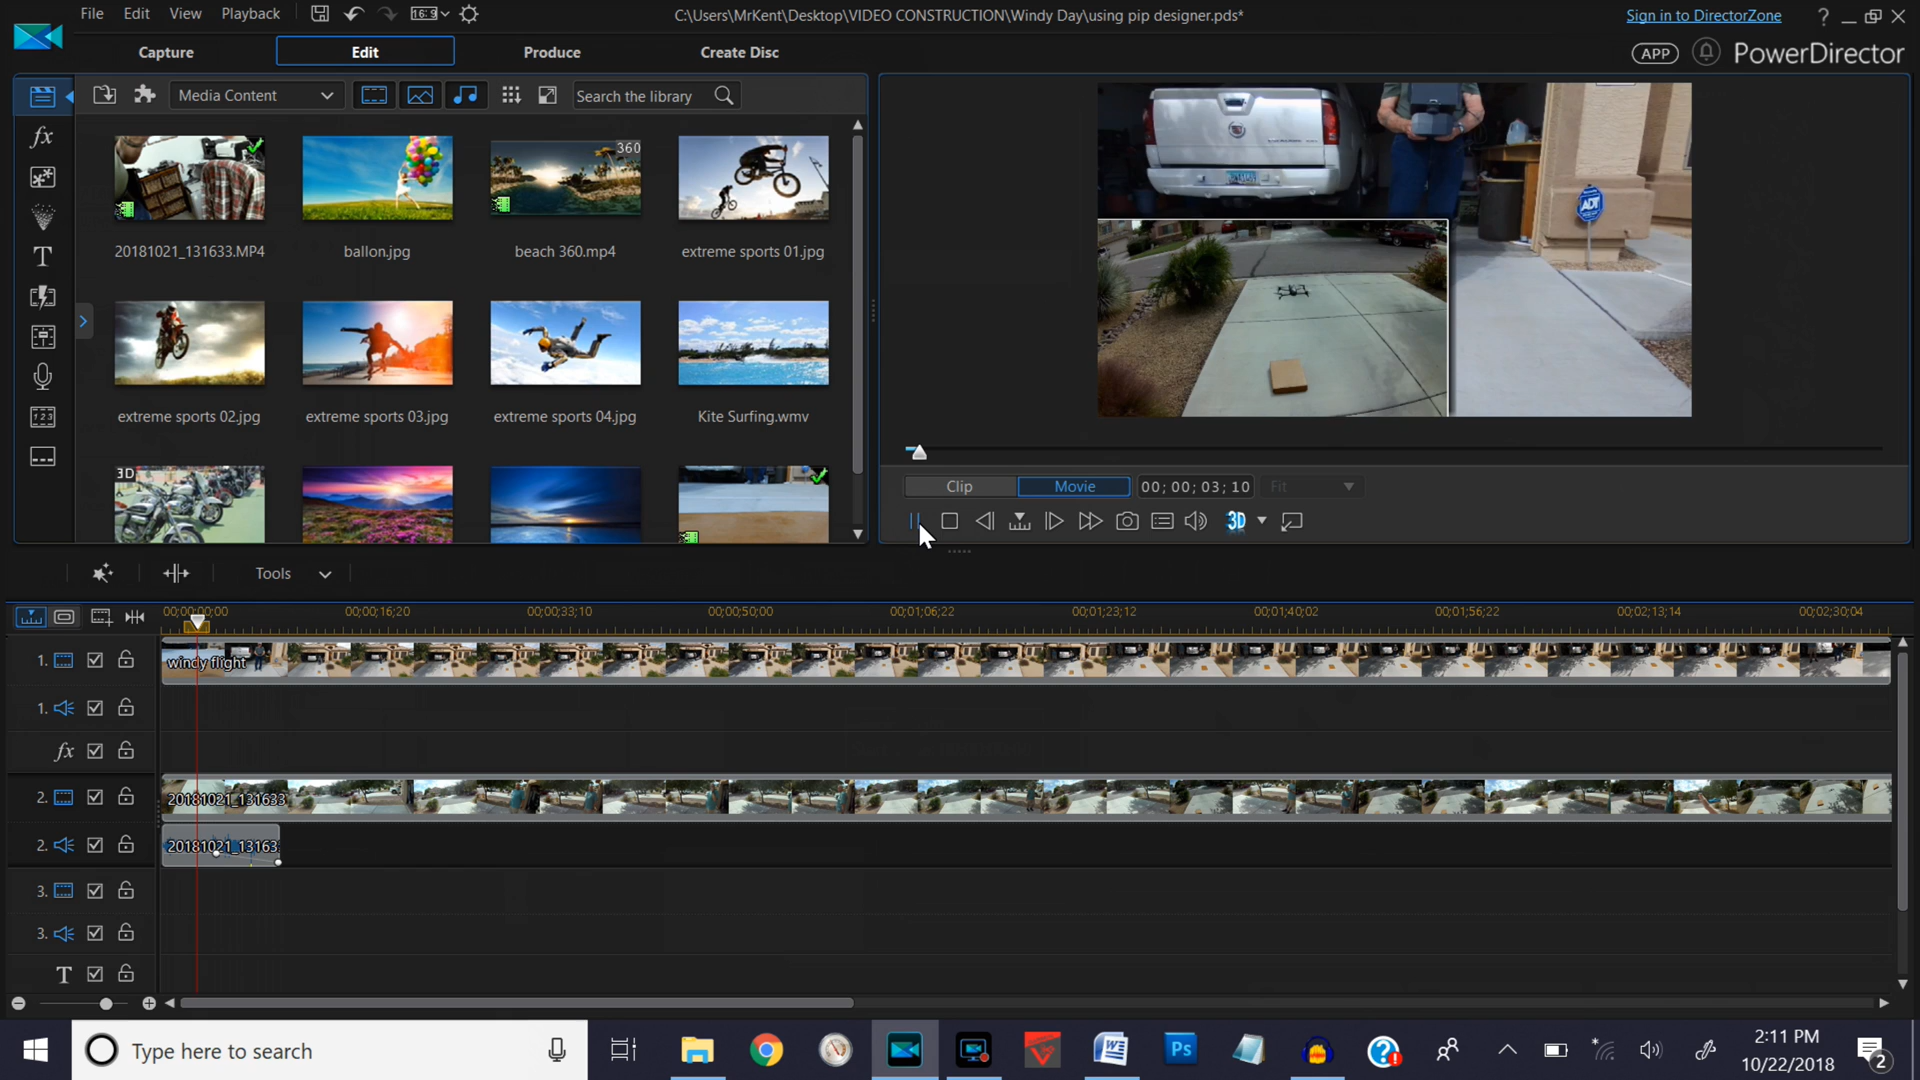 File Edit View Playback 16:9 C:\Users\MrKent\Desktop\VIDEO CONSTRUCTION\Windy Day\using pip designer.pds* Sign in to DirectorZone ?
Capture Edit Produce Create Disc APP PowerDirector
Media Content Search the library
fx
T
360
20181021_131633.MP4 ballon.jpg beach 360.mp4 extreme sports 01.jpg
extreme sports 02.jpg extreme sports 03.jpg extreme sports 04.jpg Kite Surfing.wmv
3D
ADT
Clip Movie 00; 00; 03; 10 Fit
3D
Tools
00;00;00;00 00;00;16;20 00;00;33;10 00;00;50;00 00;01;06;22 00;01;23;12 00;01;40;02 00;01;56;22 00;02;13;14 00;02;30;04
1. windy flight
1.
fx
2. 20181021_131633
2. 20181021_13163
3.
3.
T
Type here to search Ps 2:11 PM
10/22/2018 2